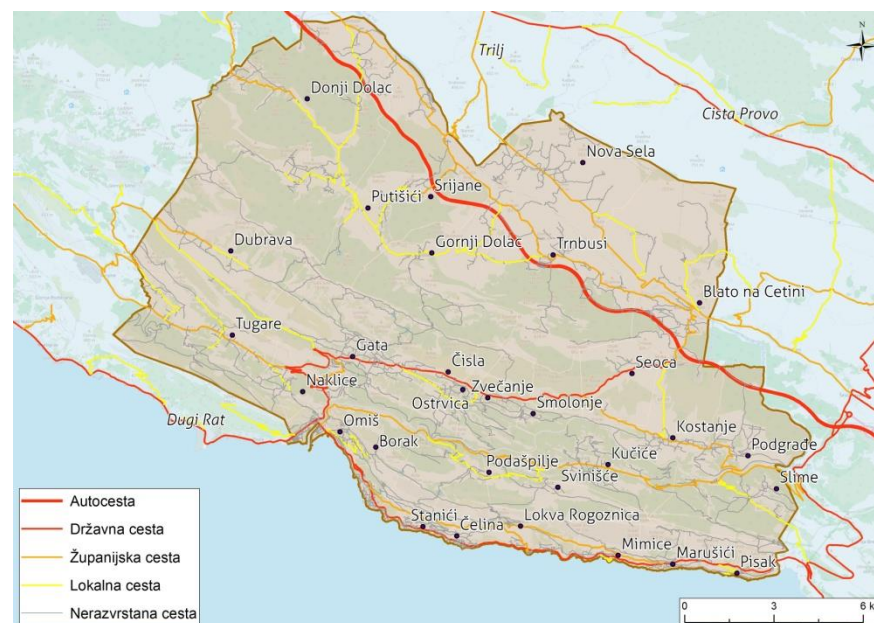 N
Trilj
Donji Dolac
Cista Provo
Nova Sela
Srijane
Putišići
Dubrava
Gornji Dolac
Trnbusi
Blato na Cetini
Tugare
Gata
Čisla
Seoca
Naklice
Zvečanje
Ostrvica
Smolonje
Dugi Rat
Omiš
Borak
Kostanje
Podgrađe
Podašpilje
Kučiće
Svinišće
Slime
Stanići
Čelina
Lokva Rogoznica
Mimice
Marušići
Pisak
Autocesta
Državna cesta
Županijska cesta
Lokalna cesta
Nerazvrstana cesta
0 3 6 k